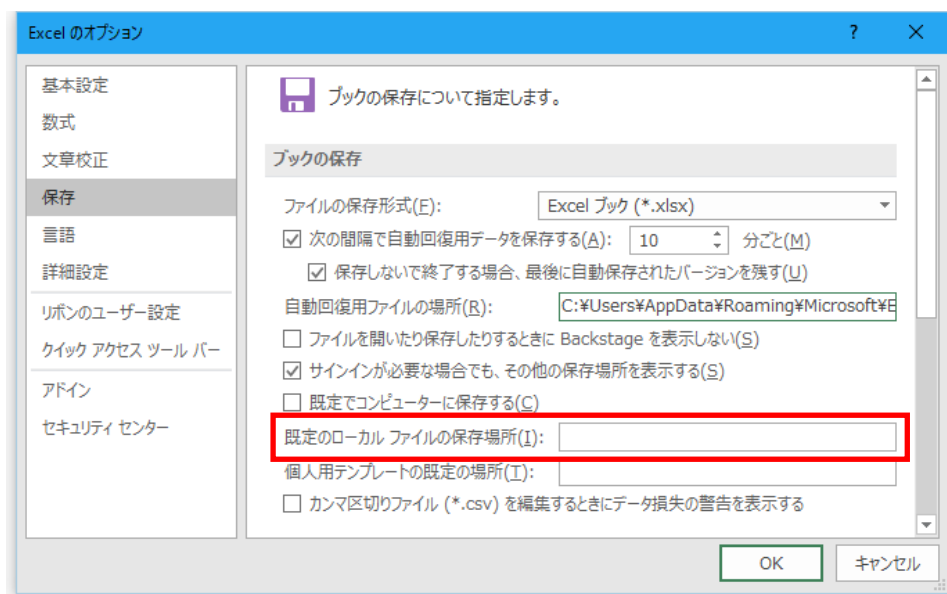 Excel のオプション
?
基本設定
数式
文章校正
保存
言語
詳細設定
リボンのユーザー設定
クイック アクセス ツール バー
アドイン
セキュリティ センター
ブックの保存について指定します。
ブックの保存
ファイルの保存形式(F): Excel ブック (*.xlsx)
次の間隔で自動回復用データを保存する(A): 10 分ごと(M)
保存しないで終了する場合、最後に自動保存されたバージョンを残す(U)
自動回復用ファイルの場所(R): C:¥Users¥AppData¥Roaming¥Microsoft¥E
ファイルを開いたり保存したりするときに Backstage を表示しない(S)
サインインが必要な場合でも、その他の保存場所を表示する(S)
既定でコンピューターに保存する(C)
既定のローカル ファイルの保存場所(I):
個人用テンプレートの既定の場所(T):
カンマ区切りファイル (*.csv) を編集するときにデータ損失の警告を表示する
OK キャンセル